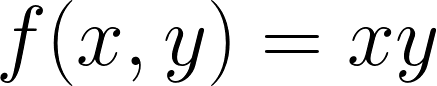 f(x, y) = xy